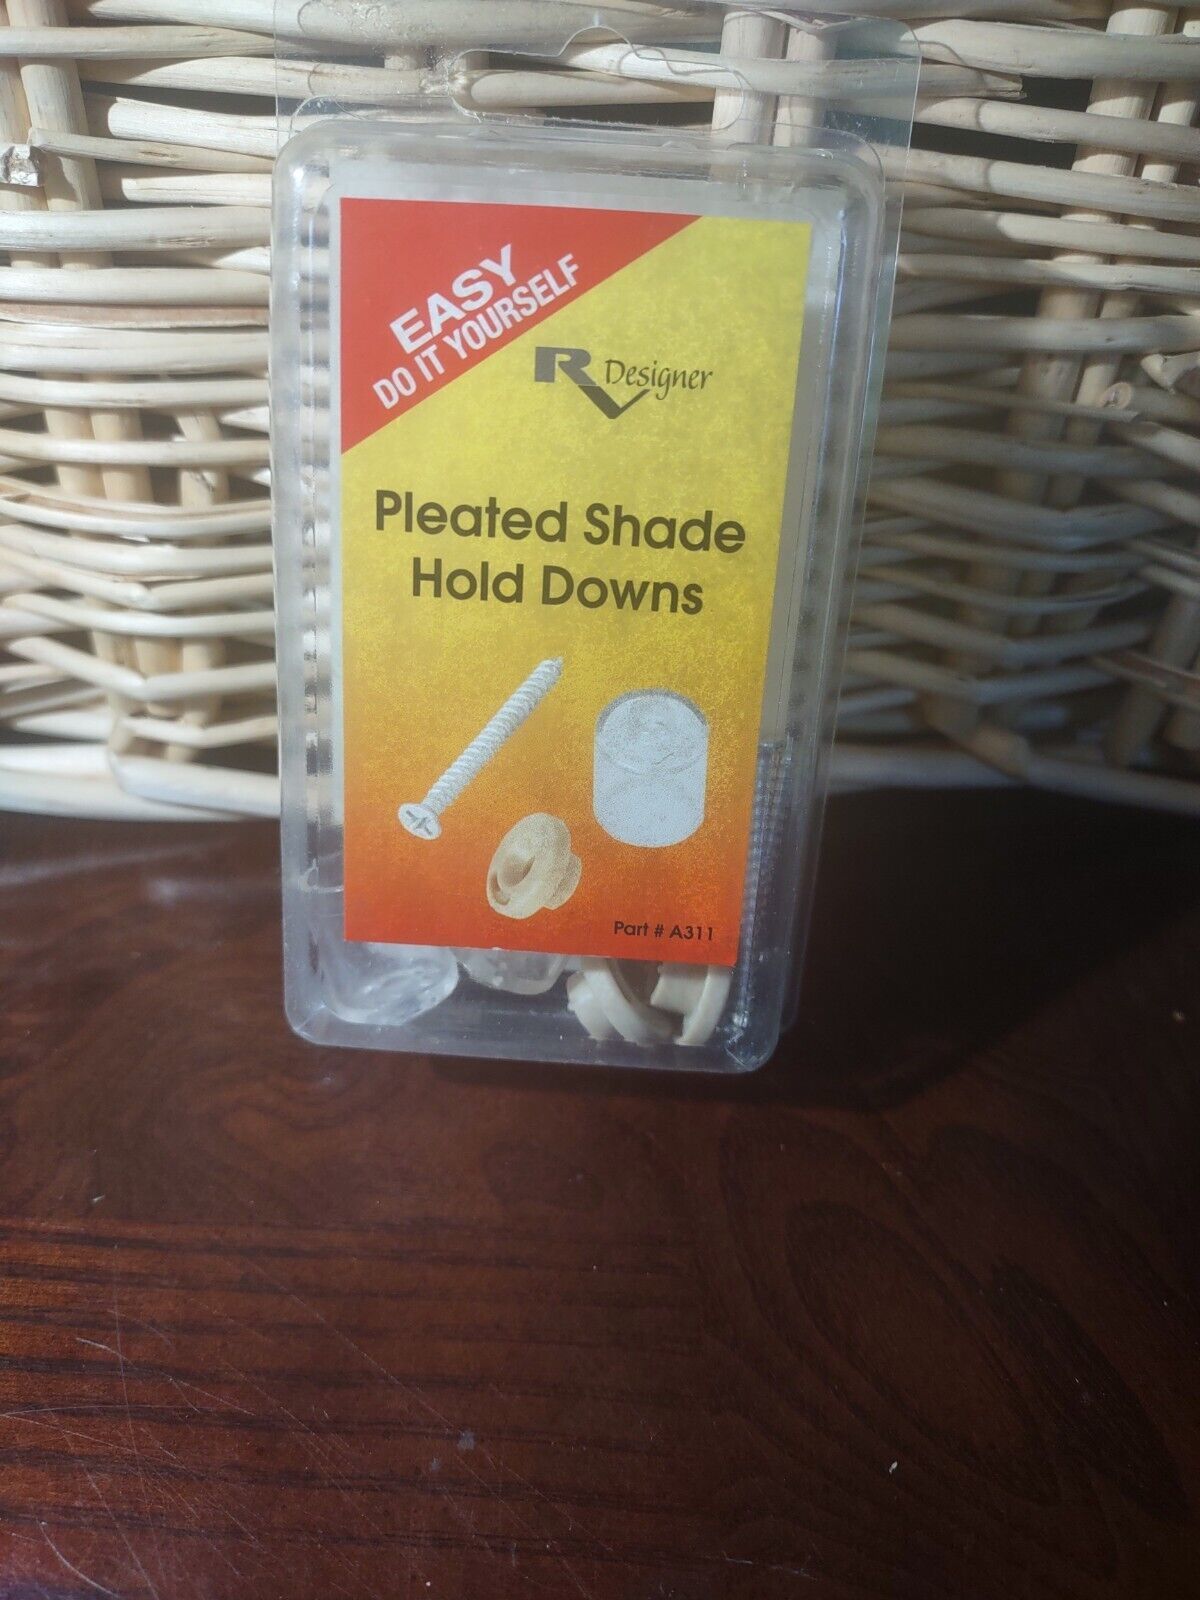 EASY
DO IT YOURSELF
RV Designer
Pleated Shade
Hold Downs
Part # A311